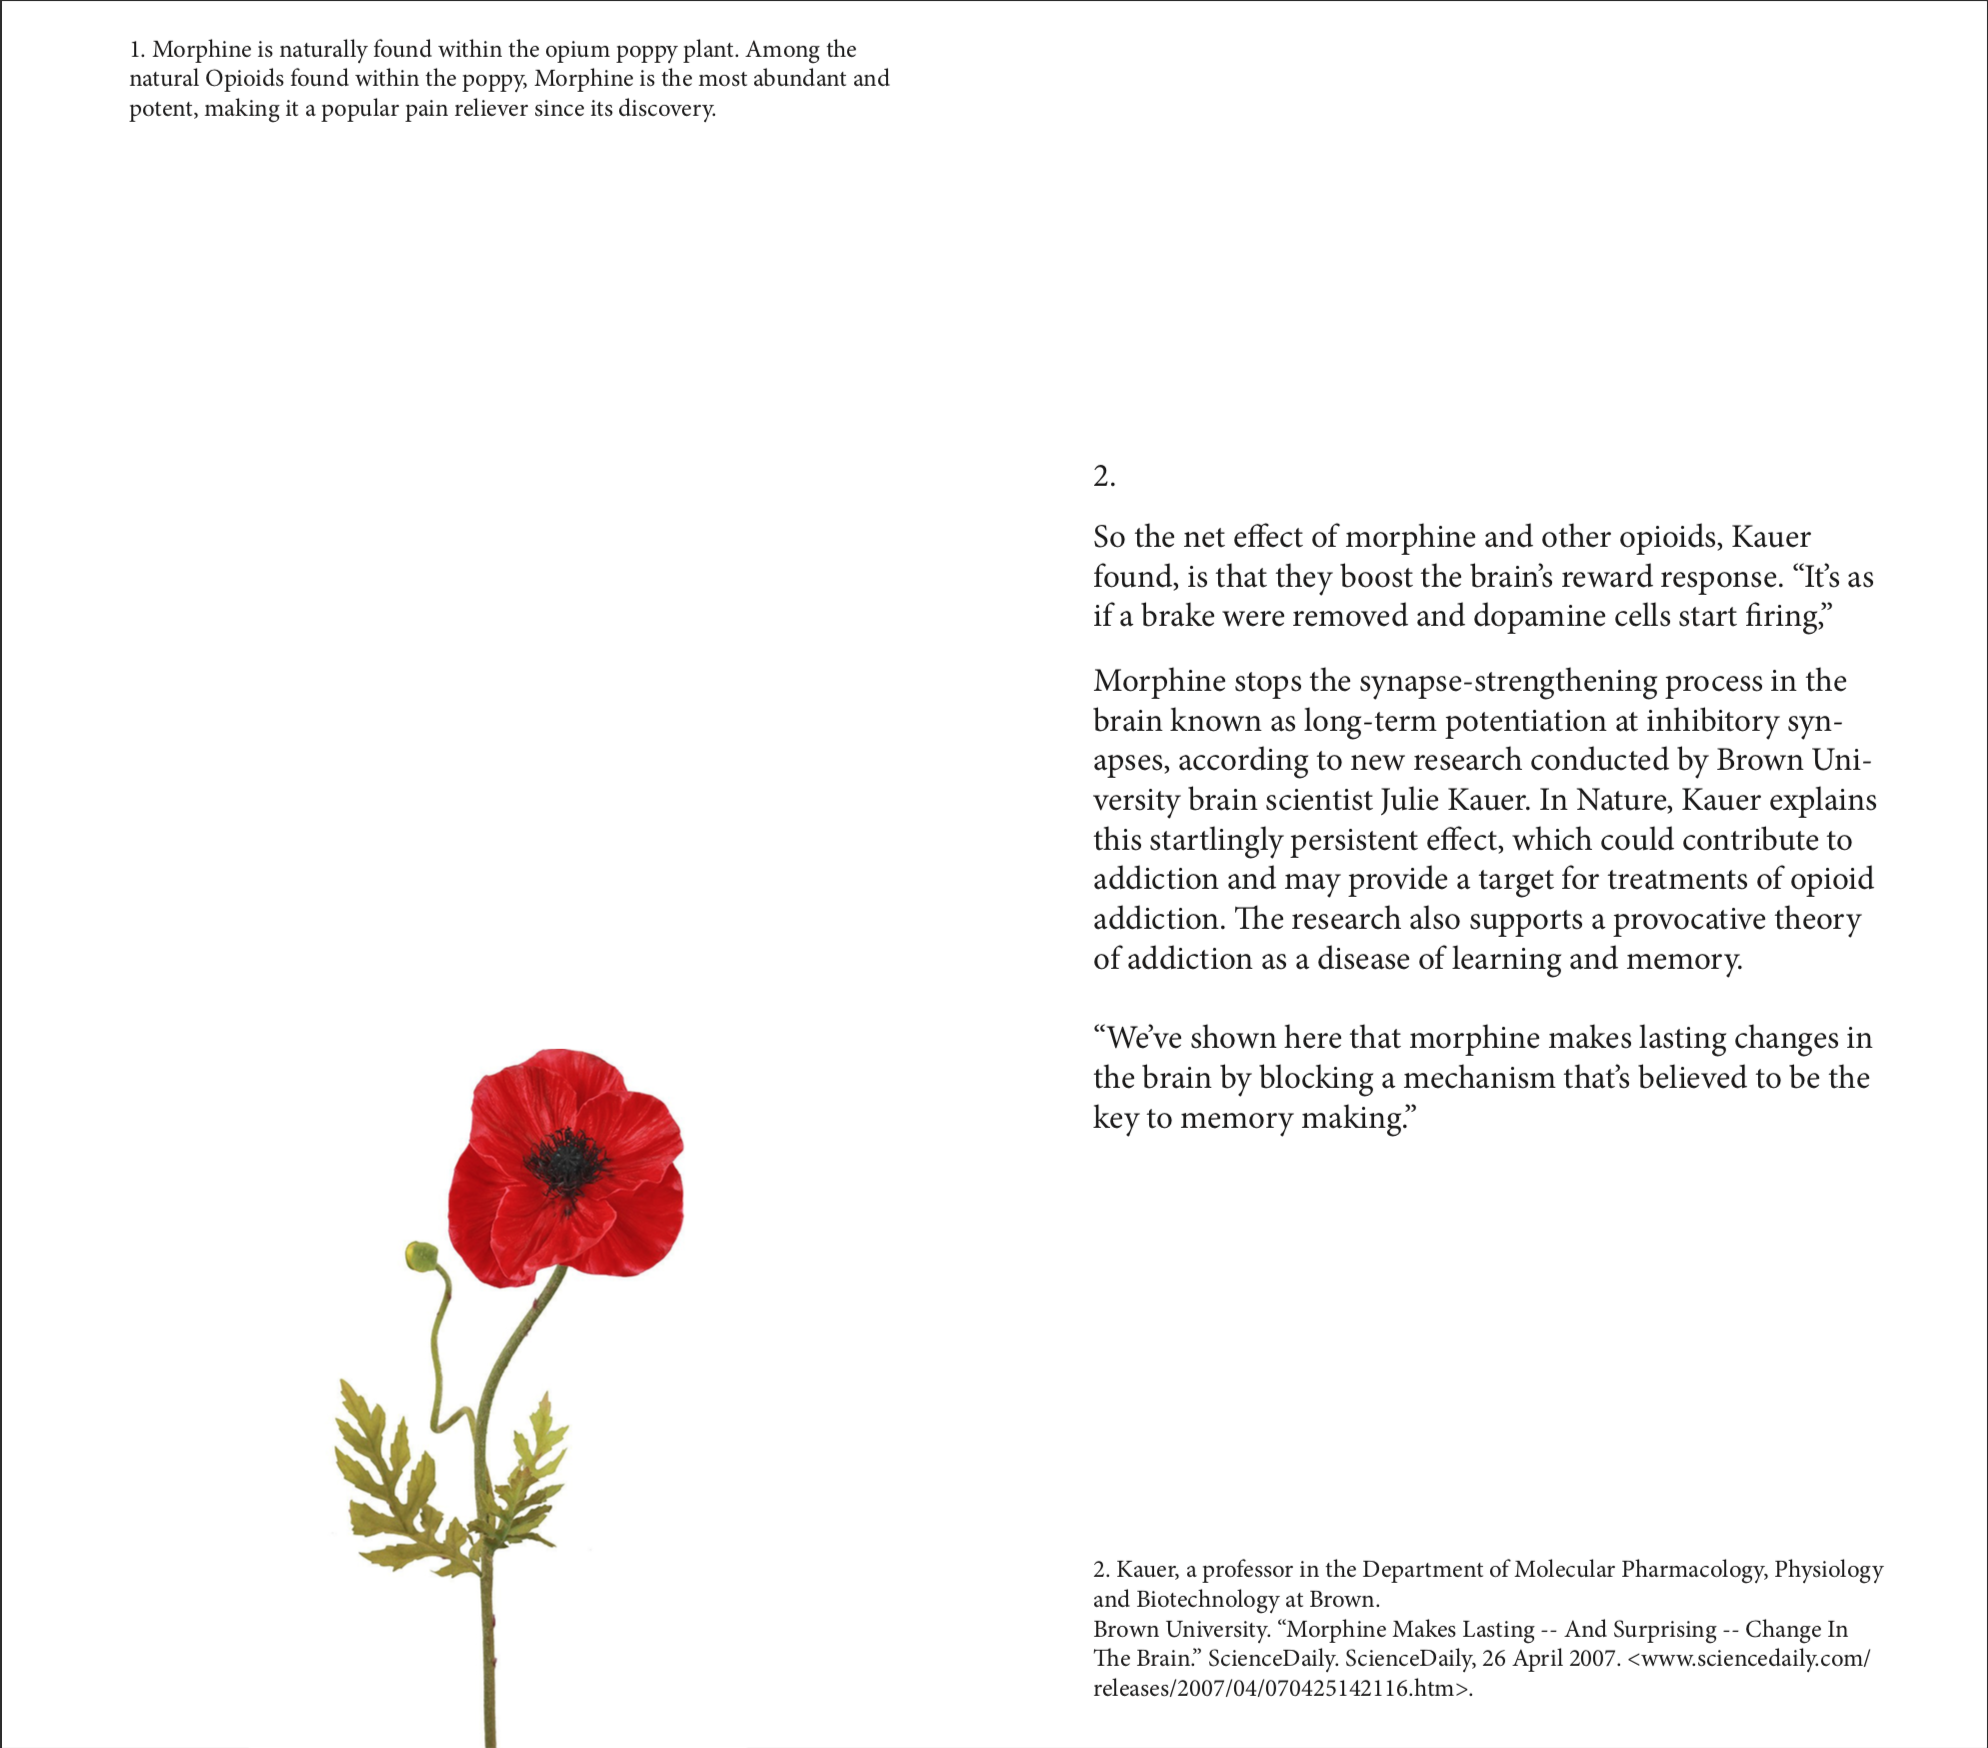 1. Morphine is naturally found within the opium poppy plant. Among the
natural Opioids found within the poppy, Morphine is the most abundant and
potent, making it a popular pain reliever since its discovery.
2.
So the net effect of morphine and other opioids, Kauer
found, is that they boost the brain’s reward response. “It’s as
if a brake were removed and dopamine cells start firing,”
Morphine stops the synapse-strengthening process in the
brain known as long-term potentiation at inhibitory syn-
apses, according to new research conducted by Brown Uni-
versity brain scientist Julie Kauer. In Nature, Kauer explains
this startlingly persistent effect, which could contribute to
addiction and may provide a target for treatments of opioid
addiction. The research also supports a provocative theory
of addiction as a disease of learning and memory.
“We’ve shown here that morphine makes lasting changes in
the brain by blocking a mechanism that’s believed to be the
key to memory making.”
2. Kauer, a professor in the Department of Molecular Pharmacology, Physiology
and Biotechnology at Brown.
Brown University. “Morphine Makes Lasting -- And Surprising -- Change In
The Brain.” ScienceDaily. ScienceDaily, 26 April 2007. <www.sciencedaily.com/
releases/2007/04/070425142116.htm>.